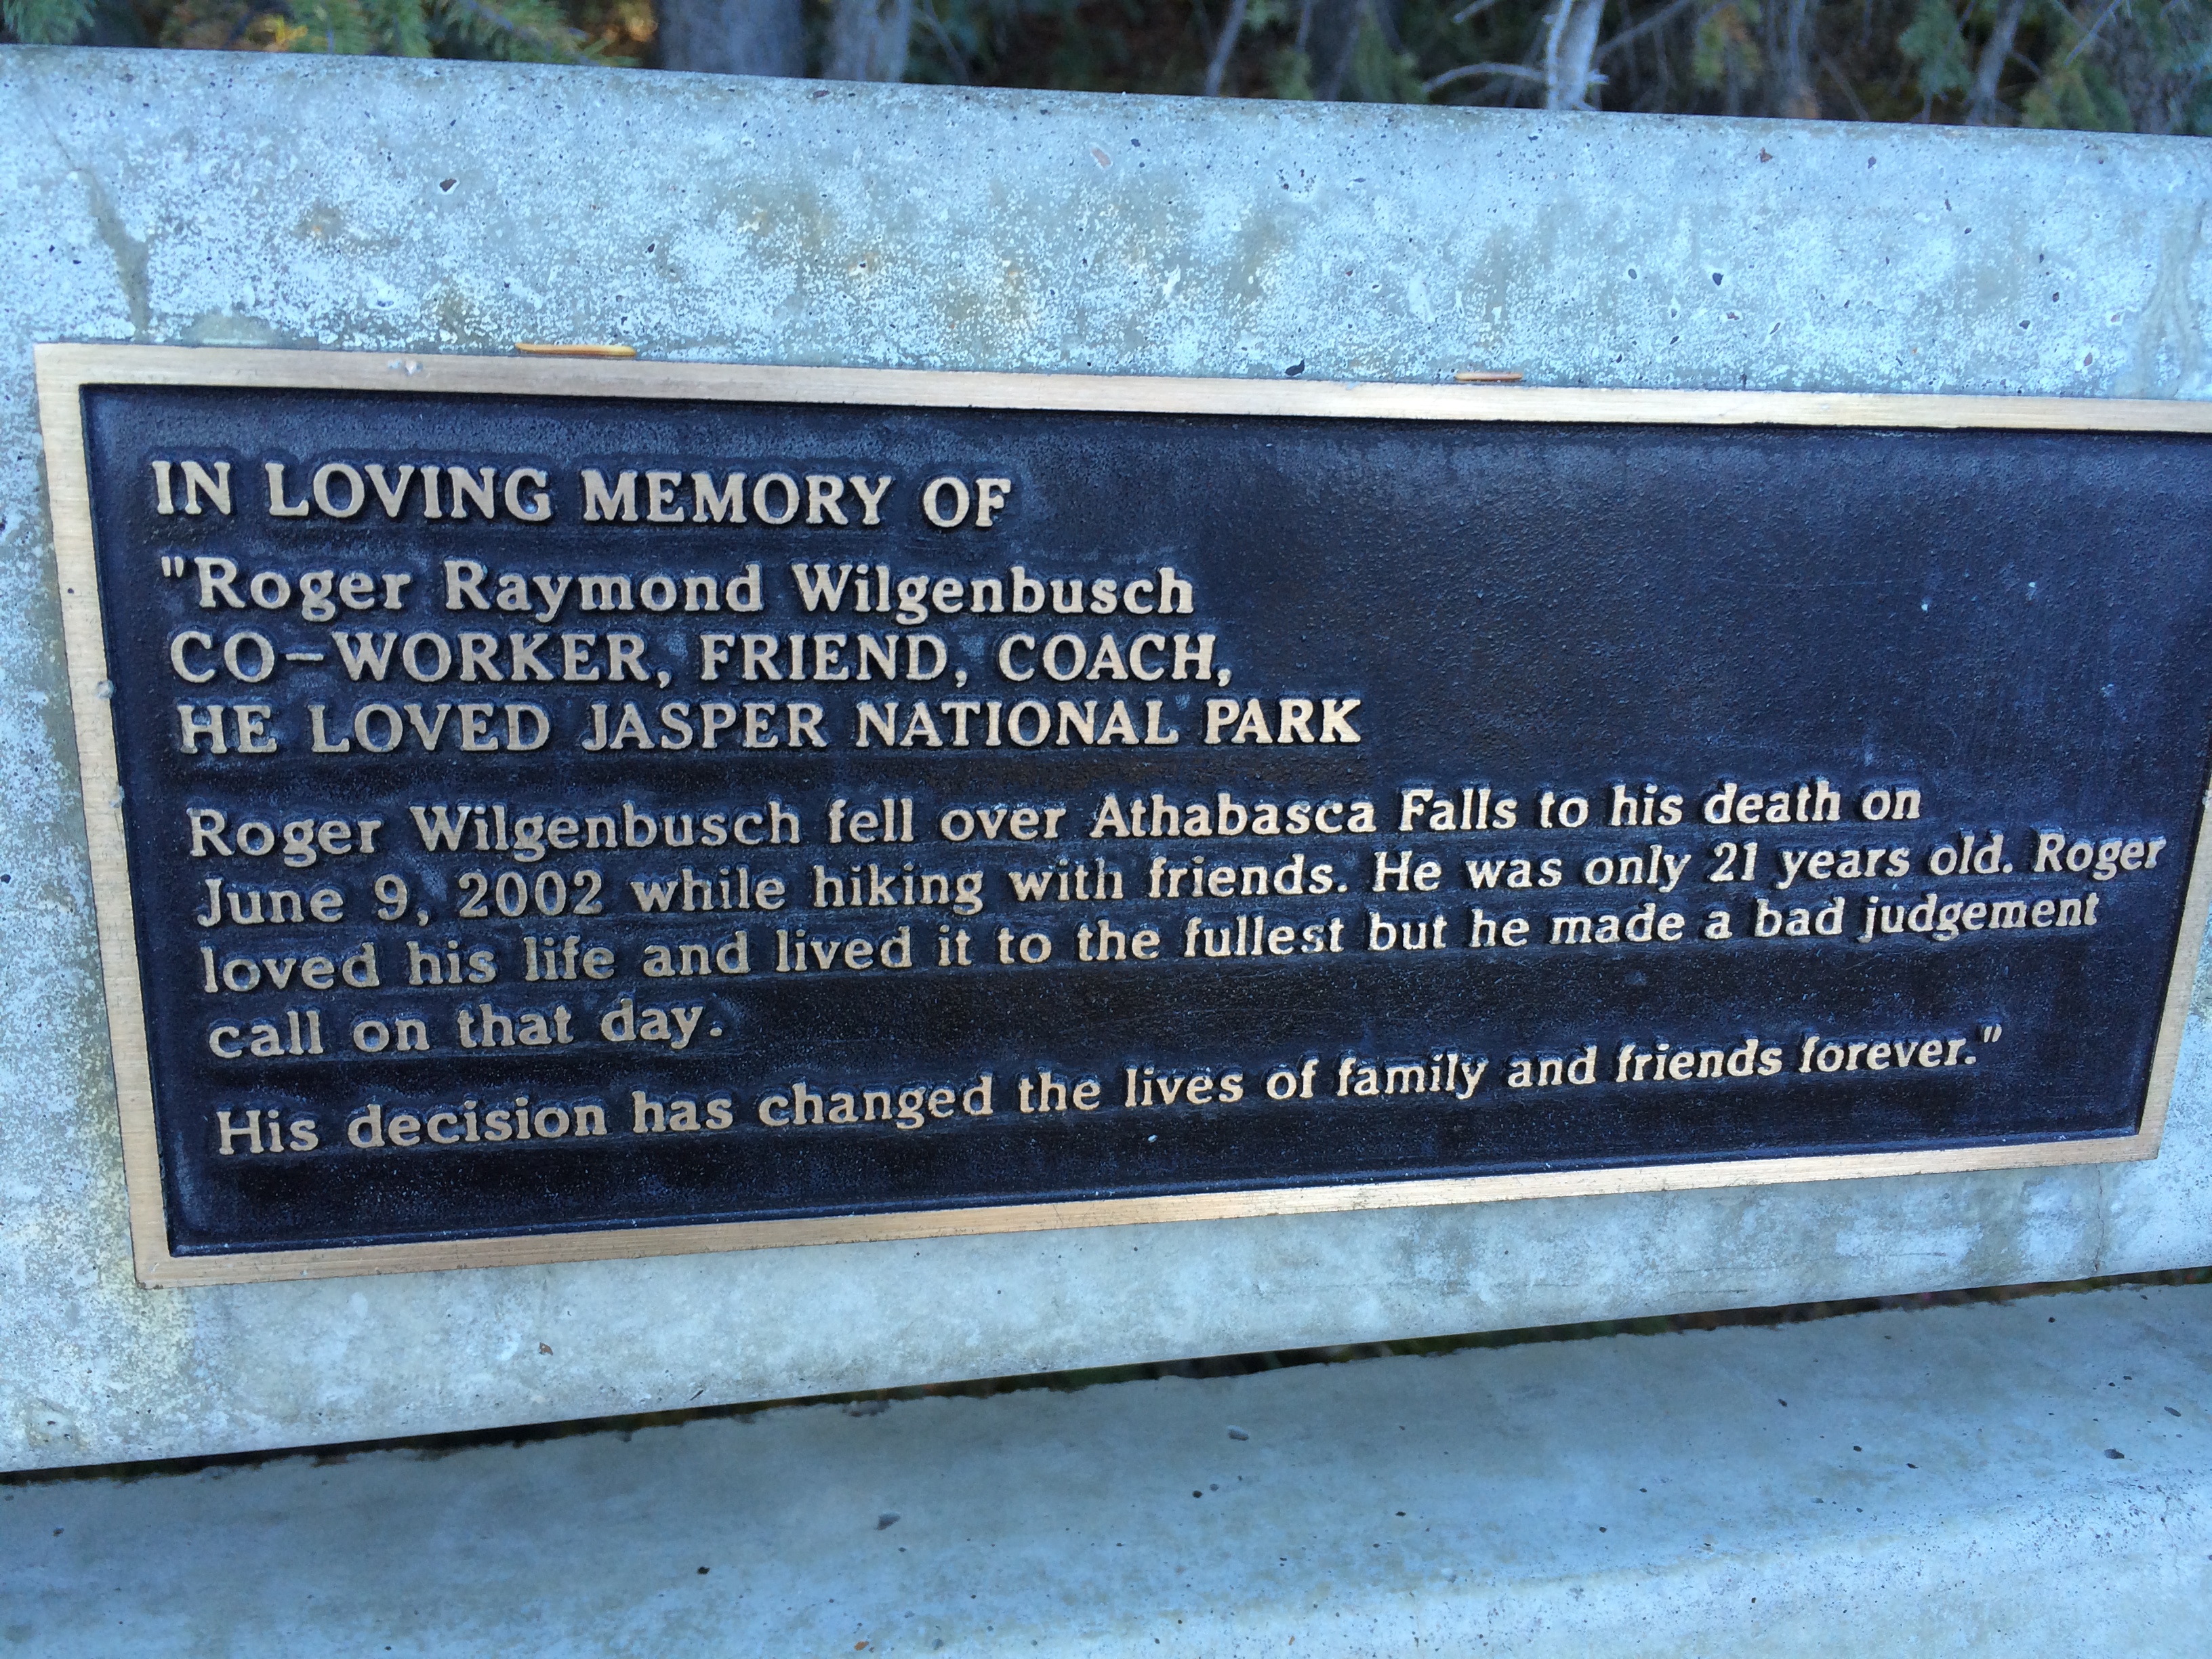 IN LOVING MEMORY OF
"Roger Raymond Wilgenbusch
CO-WORKER, FRIEND, COACH,
HE LOVED JASPER NATIONAL PARK
Roger Wilgenbusch fell over Athabasca Falls to his death on
June 9, 2002 while hiking with friends. He was only 21 years old. Roger
loved his life and lived it to the fullest but he made a bad judgement
call on that day.
His decision has changed the lives of family and friends forever."